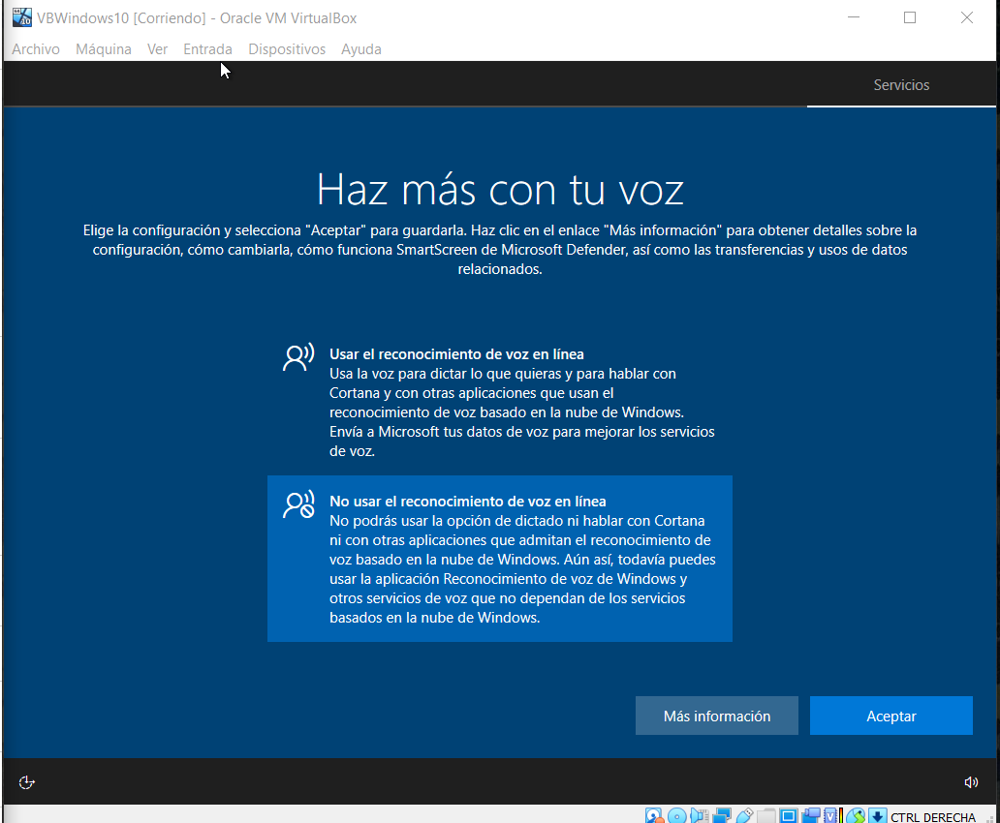 VBWindows10 [Corriendo] - Oracle VM VirtualBox
Archivo Máquina Ver Entrada Dispositivos Ayuda
Servicios
Haz más con tu voz
Elige la configuración y selecciona "Aceptar" para guardarla. Haz clic en el enlace "Más información" para obtener detalles sobre la
configuración, cómo cambiarla, cómo funciona SmartScreen de Microsoft Defender, así como las transferencias y usos de datos
relacionados.
Usar el reconocimiento de voz en línea
Usa la voz para dictar lo que quieras y para hablar con
Cortana y con otras aplicaciones que usan el
reconocimiento de voz basado en la nube de Windows.
Envía a Microsoft tus datos de voz para mejorar los servicios
de voz.
No usar el reconocimiento de voz en línea
No podrás usar la opción de dictado ni hablar con Cortana
ni con otras aplicaciones que admitan el reconocimiento de
voz basado en la nube de Windows. Aún así, todavía puedes
usar la aplicación Reconocimiento de voz de Windows y
otros servicios de voz que no dependan de los servicios
basados en la nube de Windows.
Más información Aceptar
CTRL DERECHA